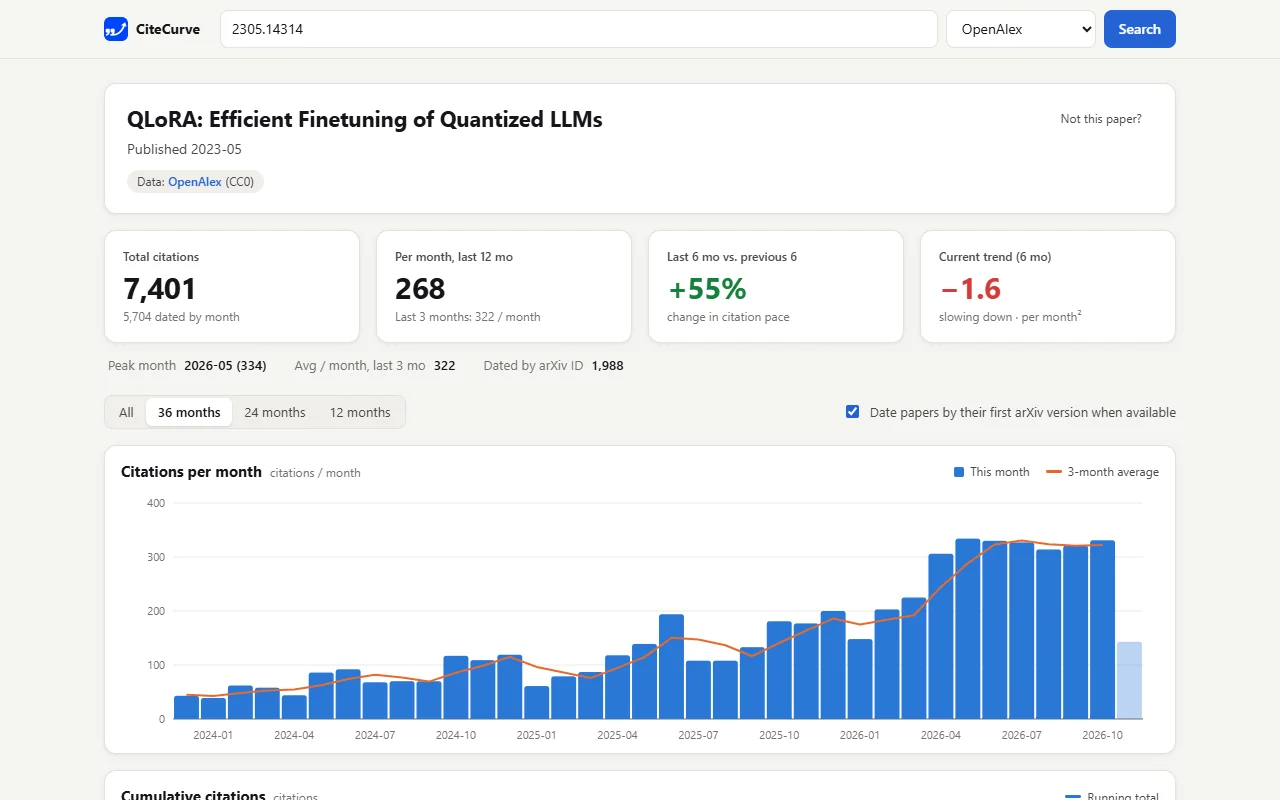 CiteCurve
2305.14314
OpenAlex
Search
QLoRA: Efficient Finetuning of Quantized LLMs
Not this paper?
Published 2023-05
Data: OpenAlex (CC0)
Total citations
7,401
5,704 dated by month
Per month, last 12 mo
268
Last 3 months: 322 / month
Last 6 mo vs. previous 6
+55%
change in citation pace
Current trend (6 mo)
−1.6
slowing down · per month²
Peak month 2026-05 (334) Avg / month, last 3 mo 322 Dated by arXiv ID 1,988
All 36 months 24 months 12 months
Date papers by their first arXiv version when available
Citations per month citations / month
This month 3-month average
400
300
200
100
0
2024-01 2024-04 2024-07 2024-10 2025-01 2025-04 2025-07 2025-10 2026-01 2026-04 2026-07 2026-10
Cumulative citations citations
Running total